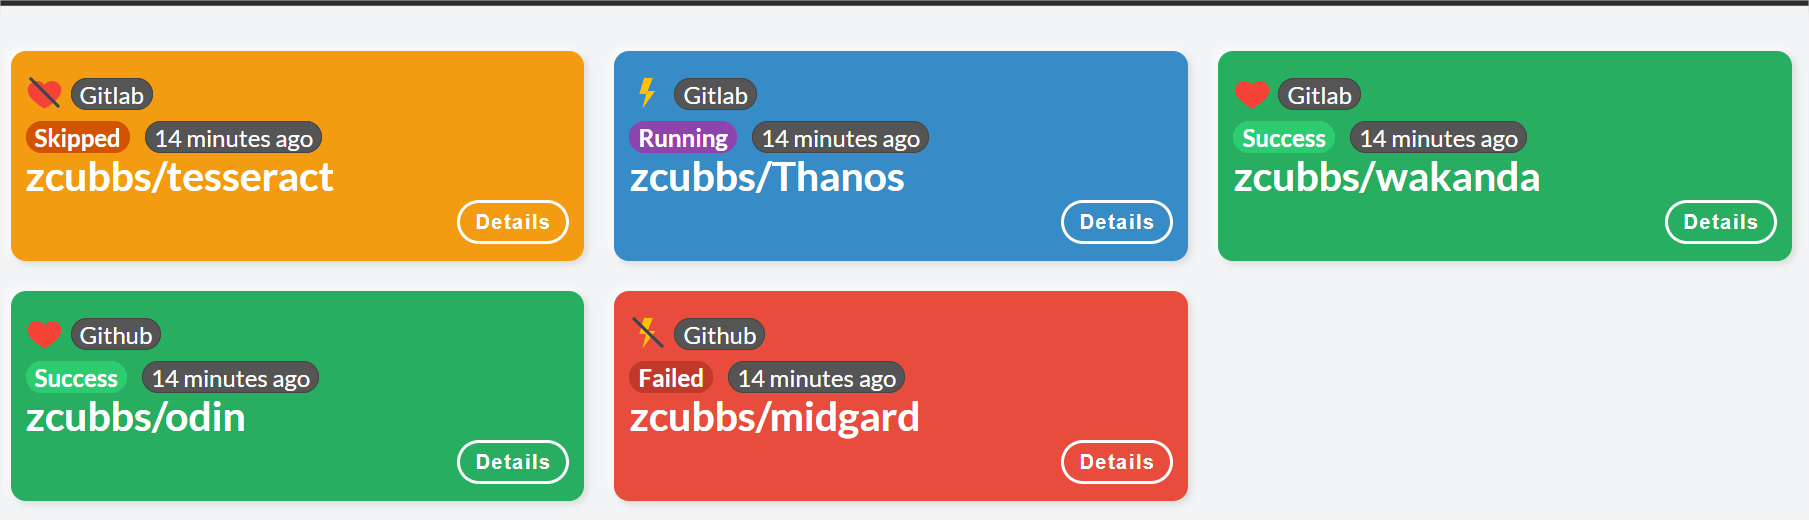 Gitlab
Skipped 14 minutes ago
zcubbs/tesseract
Details
Gitlab
Running 14 minutes ago
zcubbs/Thanos
Details
Gitlab
Success 14 minutes ago
zcubbs/wakanda
Details
Github
Success 14 minutes ago
zcubbs/odin
Details
Github
Failed 14 minutes ago
zcubbs/midgard
Details